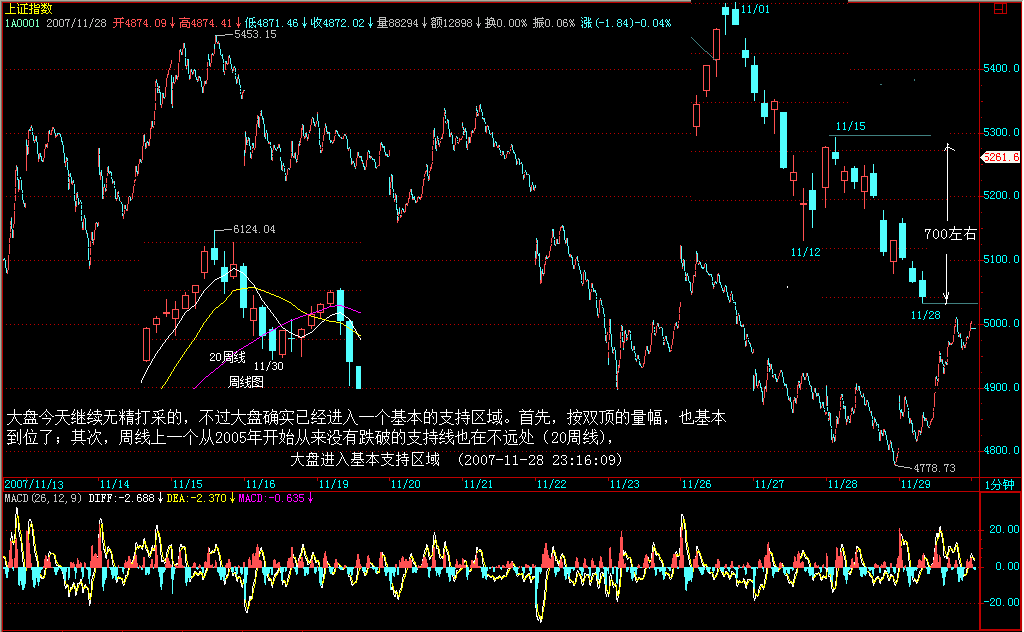 上证指数
1A0001 2007/11/28 开4874.09↓高4874.41↓低4871.46↓收4872.02↓量88294↓额12898↓换0.00% 振0.06% 涨(-1.84)-0.04%
日
11/01
5453.15
5400.0
11/15
5300.0
5261.6
5200.0
700左右
6124.04
11/12
5100.0
11/28
5000.0
20周线
11/30
周线图
4900.0
大盘今天继续无精打采的，不过大盘确实已经进入一个基本的支持区域。首先，按双顶的量幅，也基本
到位了；其次，周线上一个从2005年开始从来没有跌破的支持线也在不远处（20周线），
大盘进入基本支持区域 (2007-11-28 23:16:09)
4800.0
4778.73
2007/11/13 11/14 11/15 11/16 11/19 11/20 11/21 11/22 11/23 11/26 11/27 11/28 11/29 1分钟
MACD(26,12,9) DIFF:-2.688↓DEA:-2.370↓MACD:-0.635↓
20.00
0.00
-20.00